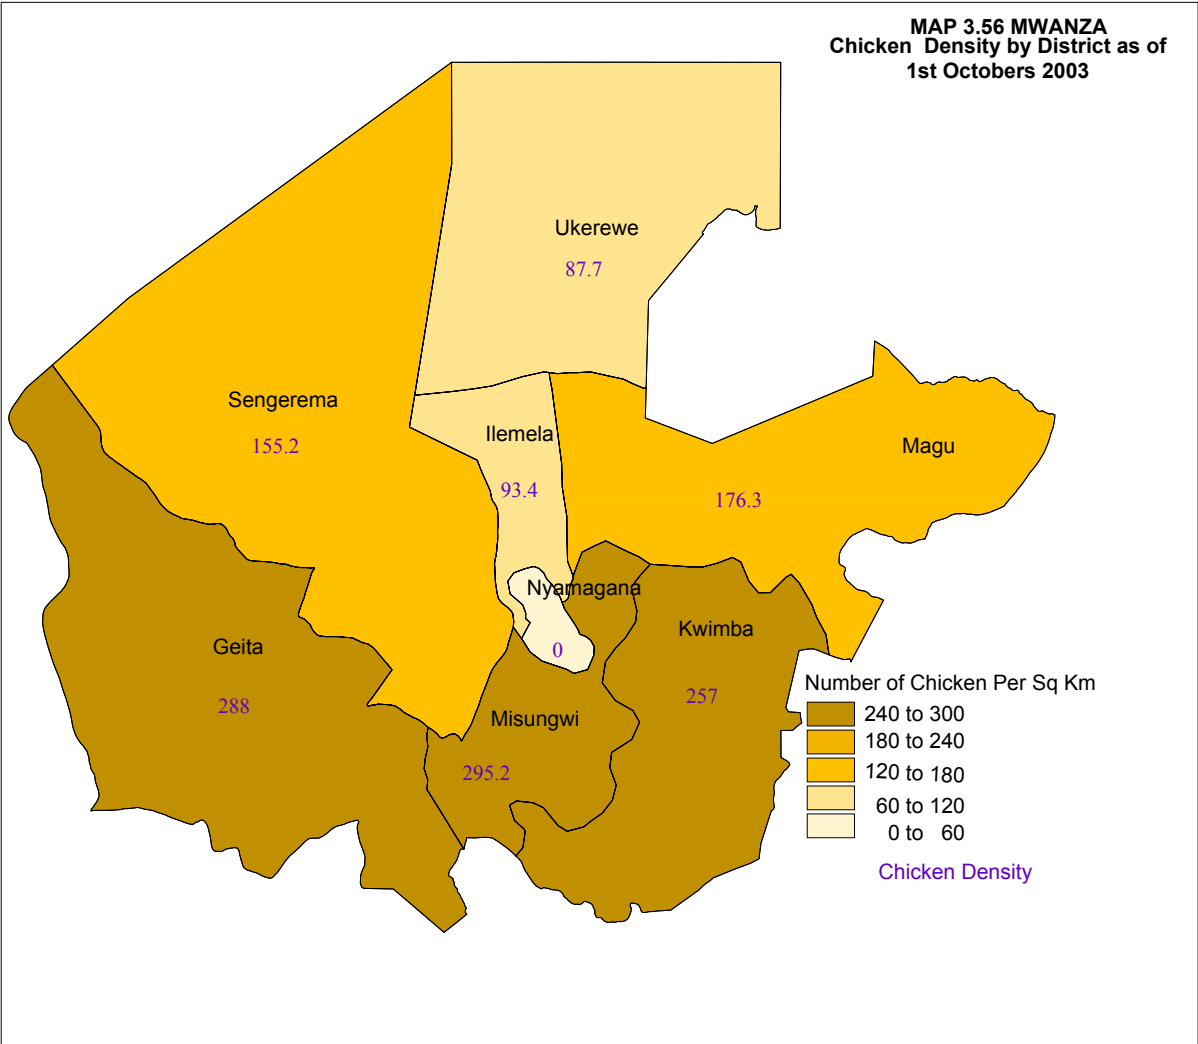 MAP 3.56 MWANZA
Chicken Density by District as of
1st Octobers 2003
Ukerewe
87.7
Sengerema
155.2
Ilemela
93.4
Magu
176.3
Nyamagana
0
Kwimba
257
Geita
288
Misungwi
295.2
Number of Chicken Per Sq Km
240 to 300
180 to 240
120 to 180
60 to 120
0 to 60
Chicken Density